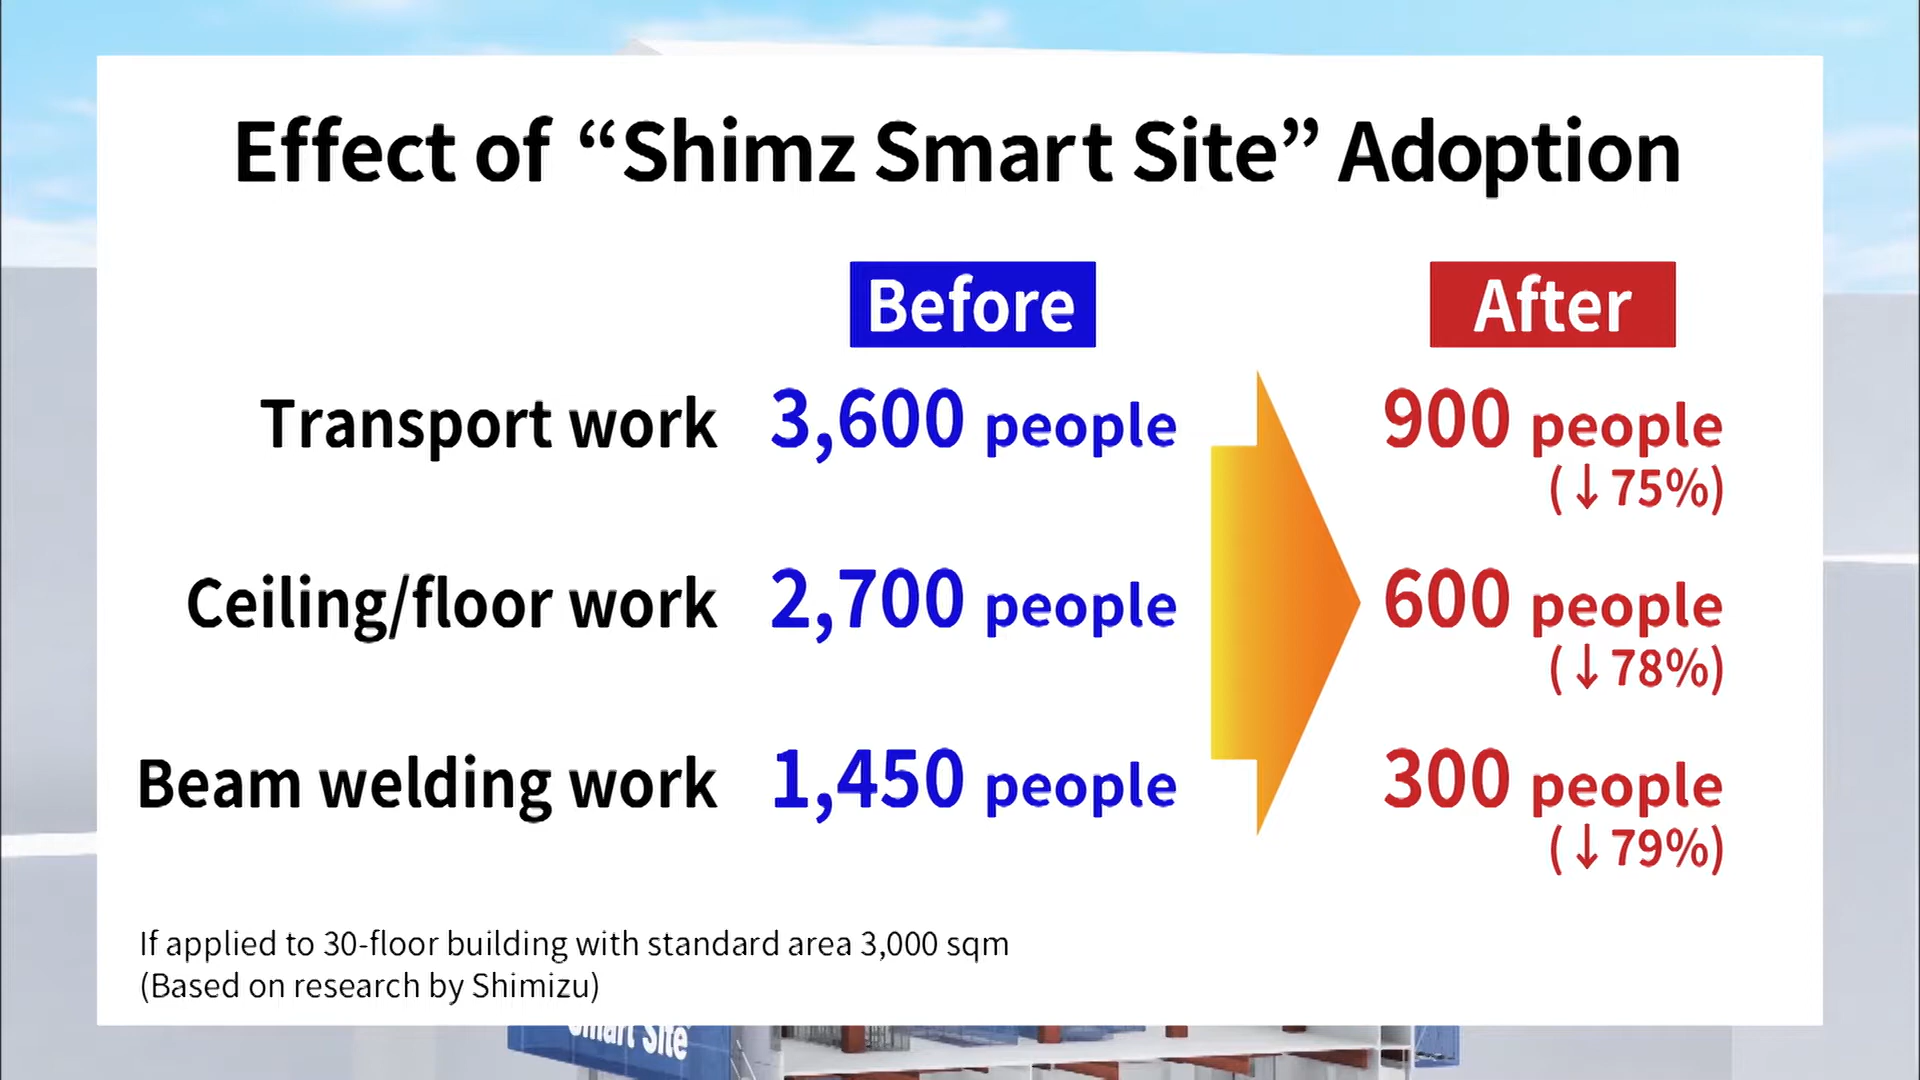 Effect of “Shimz Smart Site” Adoption
Before After
Transport work 3,600 people 900 people
(↓75%)
Ceiling/floor work 2,700 people 600 people
(↓78%)
Beam welding work 1,450 people 300 people
(↓79%)
If applied to 30-floor building with standard area 3,000 sqm
(Based on research by Shimizu)
Smart Site